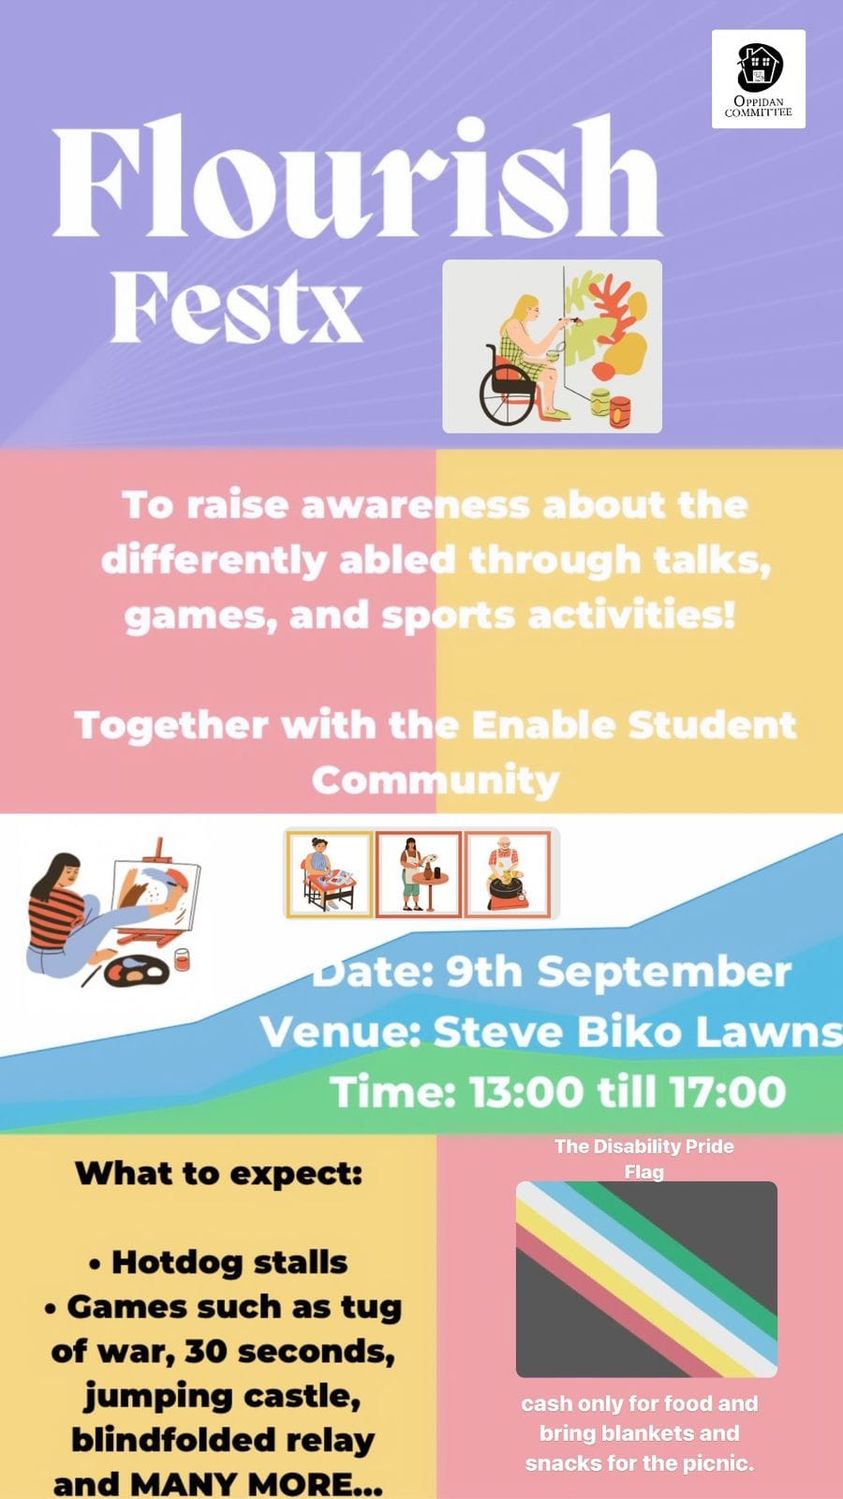 OPPIDAN
COMMITTEE
Flourish
Festx
To raise awareness about the
differently abled through talks,
games, and sports activities!
Together with the Enable Student
Community
Date: 9th September
Venue: Steve Biko Lawns
Time: 13:00 till 17:00
What to expect:
• Hotdog stalls
• Games such as tug
of war, 30 seconds,
jumping castle,
blindfolded relay
and MANY MORE...
The Disability Pride
Flag
cash only for food and
bring blankets and
snacks for the picnic.